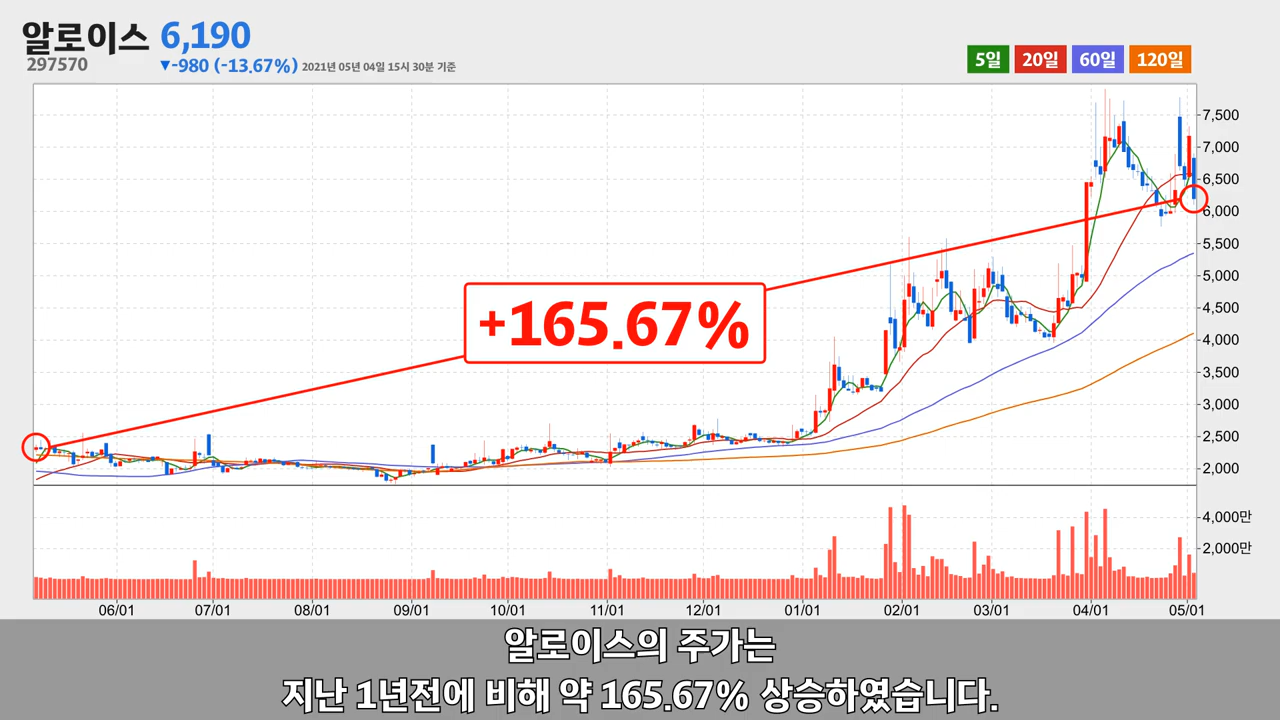 알로이스 6,190
297570 ▼-980 (-13.67%) 2021년 05년 04일 15시 30분 기준
5일 20일 60일 120일
7,500
7,000
6,500
6,000
5,500
5,000
4,500
4,000
3,500
3,000
2,500
2,000
+165.67%
4,000만
2,000만
06/01 07/01 08/01 09/01 10/01 11/01 12/01 01/01 02/01 03/01 04/01 05/01
알로이스의 주가는
지난 1년전에 비해 약 165.67% 상승하였습니다.